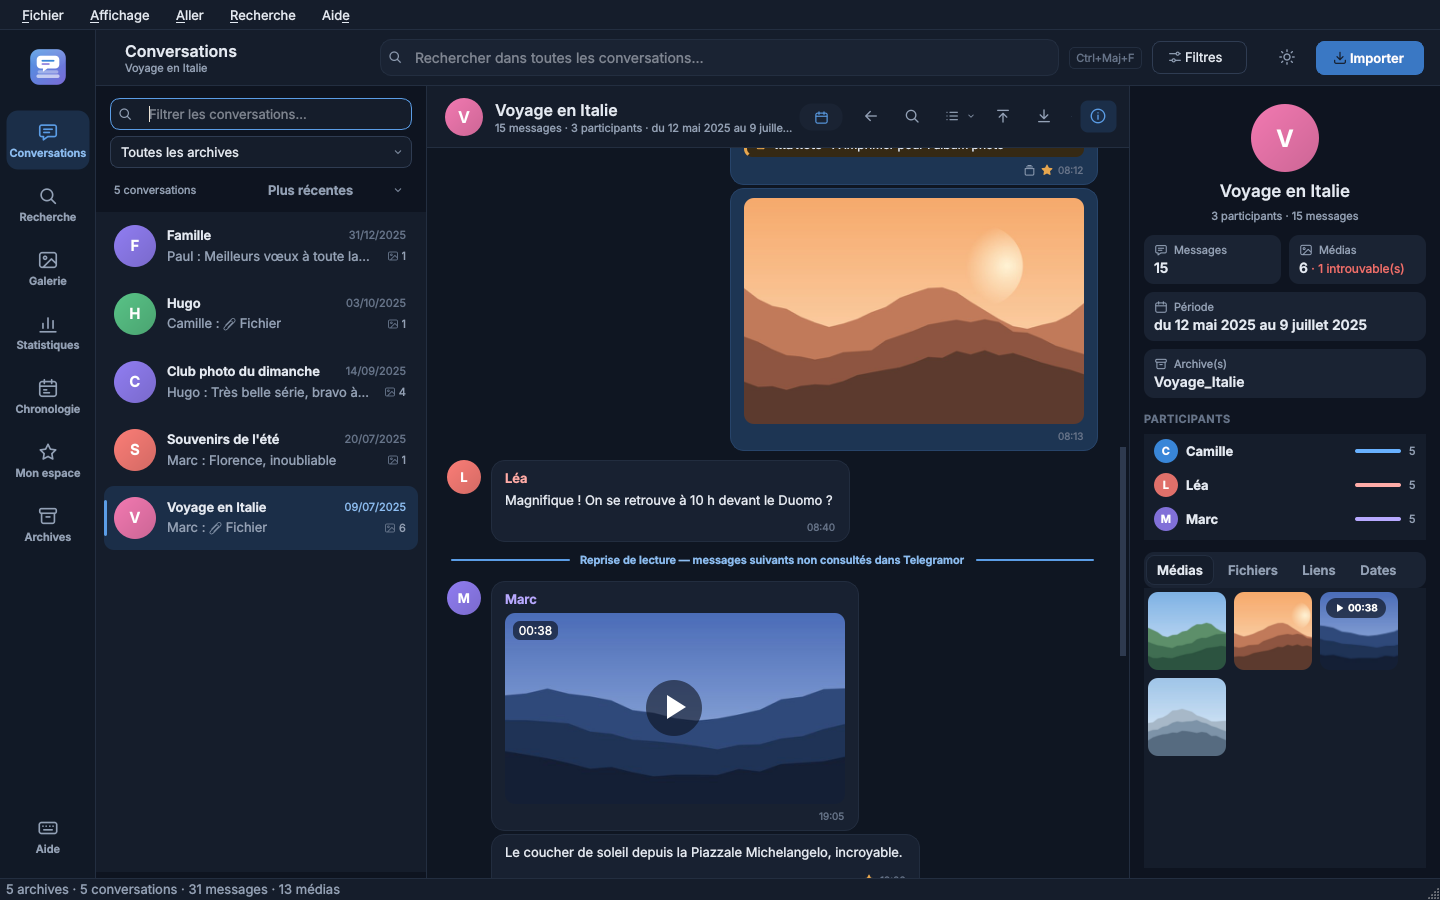 Fichier Affichage Aller Recherche Aide
Conversations
Voyage en Italie
Rechercher dans toutes les conversations...
Ctrl+Maj+F
Filtres
Importer
Conversations
Recherche
Galerie
Statistiques
Chronologie
Mon espace
Archives
Aide
Filtrer les conversations...
Toutes les archives
5 conversations
Plus récentes
F
Famille
31/12/2025
Paul : Meilleurs vœux à toute la...
1
H
Hugo
03/10/2025
Camille : Fichier
1
C
Club photo du dimanche
14/09/2025
Hugo : Très belle série, bravo à...
4
S
Souvenirs de l'été
20/07/2025
Marc : Florence, inoubliable
1
V
Voyage en Italie
09/07/2025
Marc : Fichier
6
V
Voyage en Italie
15 messages · 3 participants · du 12 mai 2025 au 9 juille...
08:12
08:13
L
Léa
Magnifique ! On se retrouve à 10 h devant le Duomo ?
08:40
Reprise de lecture — messages suivants non consultés dans Telegramor
M
Marc
00:38
19:05
Le coucher de soleil depuis la Piazzale Michelangelo, incroyable.
V
Voyage en Italie
3 participants · 15 messages
Messages
15
Médias
6 · 1 introuvable(s)
Période
du 12 mai 2025 au 9 juillet 2025
Archive(s)
Voyage_Italie
PARTICIPANTS
C Camille 5
L Léa 5
M Marc 5
Médias Fichiers Liens Dates
00:38
5 archives · 5 conversations · 31 messages · 13 médias